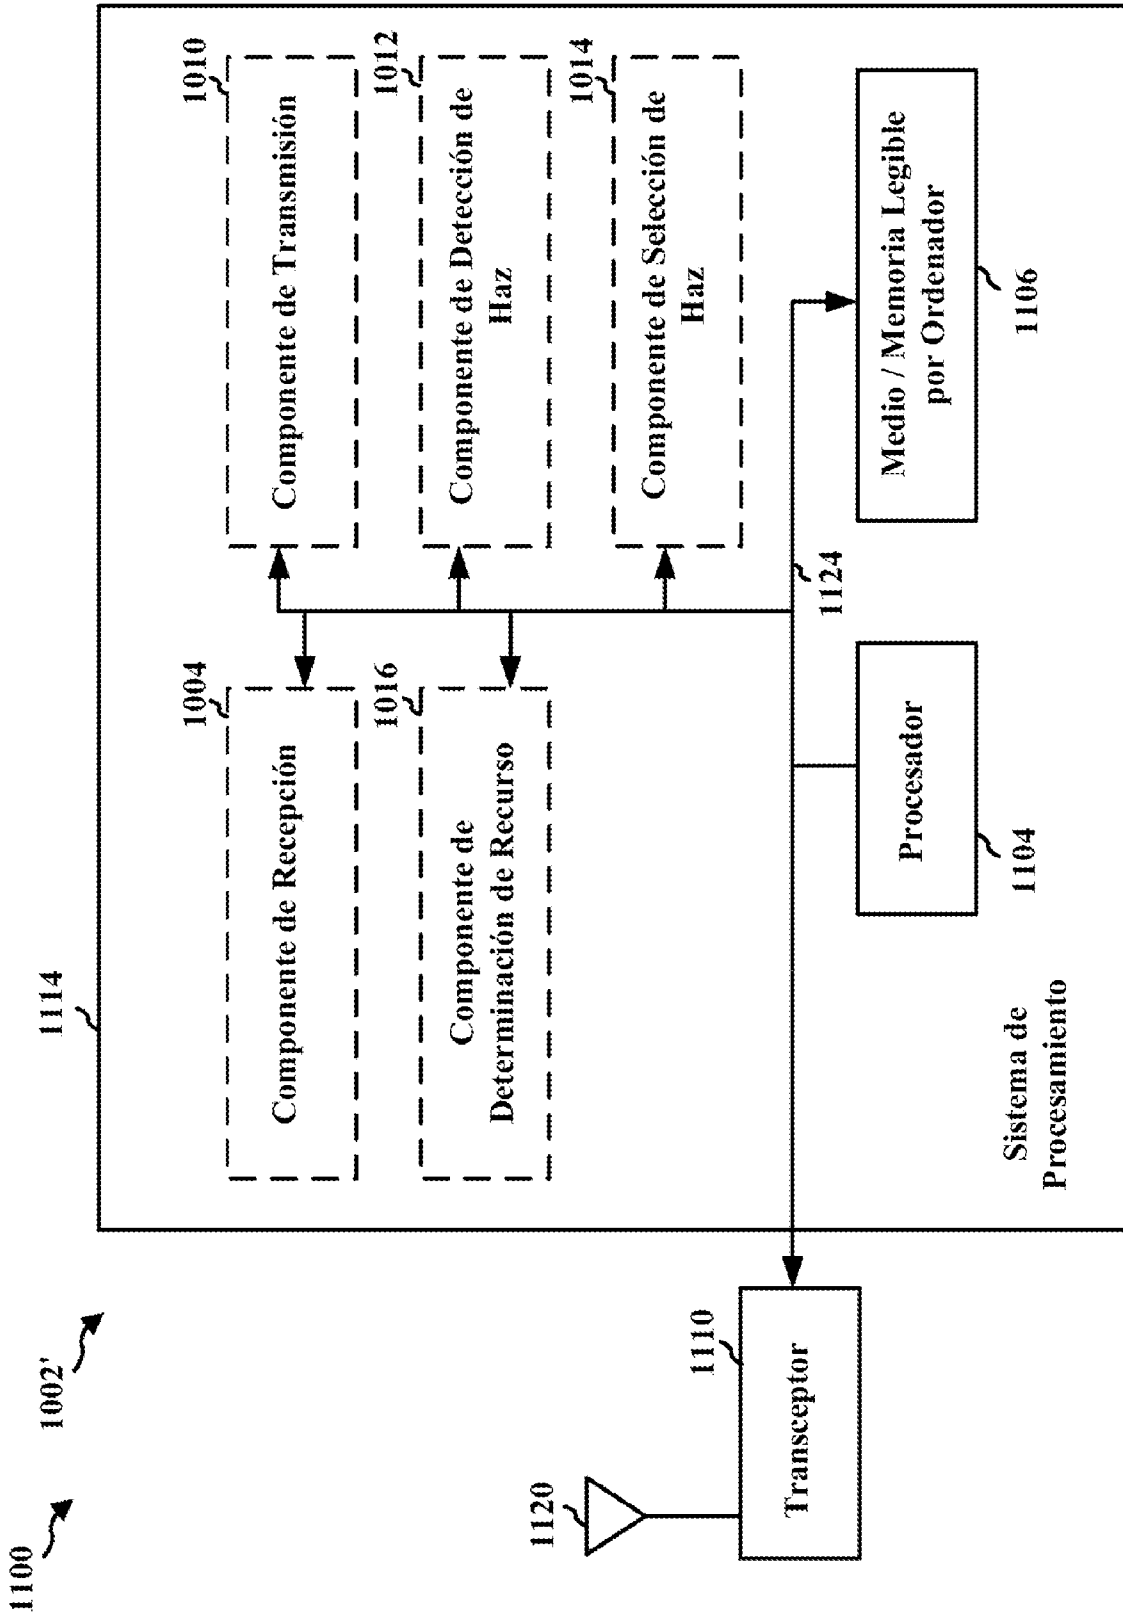 1100
1002'
1114
1004
Componente de Recepción
1010
Componente de Transmisión
1016
Componente de
Determinación de Recurso
1012
Componente de Detección de
Haz
1014
Componente de Selección de
Haz
1120
1110
Transceptor
1124
Procesador
1104
Medio / Memoria Legible
por Ordenador
1106
Sistema de
Procesamiento